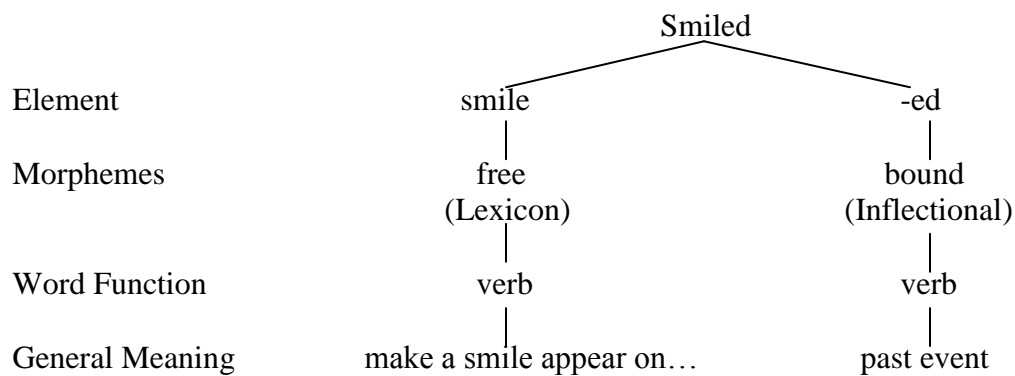 Smiled
Element smile -ed
Morphemes free bound
(Lexicon) (Inflectional)
Word Function verb verb
General Meaning make a smile appear on… past event